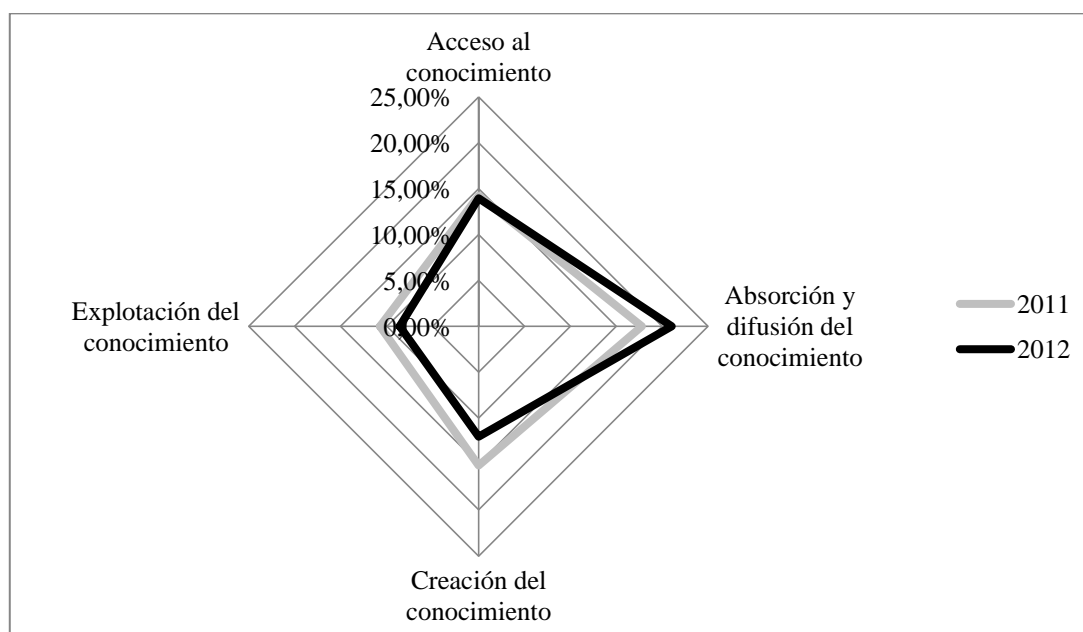 Acceso al
conocimiento
25,00%
20,00%
15,00%
10,00%
5,00%
0,00%
Explotación del
conocimiento
Absorción y
difusión del
conocimiento
2011
2012
Creación del
conocimiento